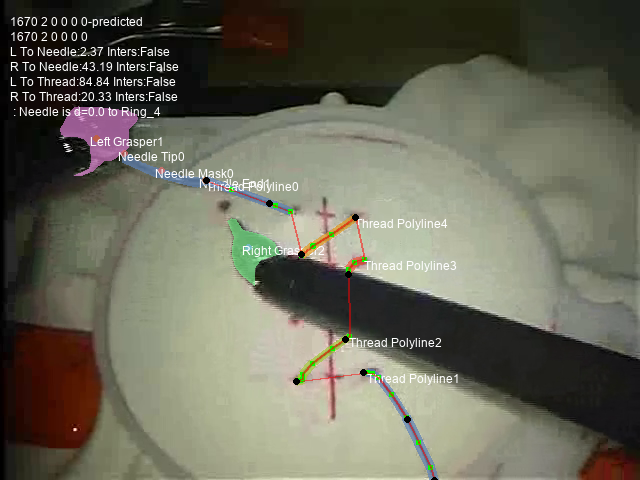 1670 2 0 0 0 0-predicted
1670 2 0 0 0 0
L To Needle:2.37 Inters:False
R To Needle:43.19 Inters:False
L To Thread:84.84 Inters:False
R To Thread:20.33 Inters:False
: Needle is d=0.0 to Ring_4
Left Grasper1
Needle Tip0
Needle Mask0
Needle End1
Thread Polyline0
Thread Polyline4
Right Grasper2
Thread Polyline3
Thread Polyline2
Thread Polyline1